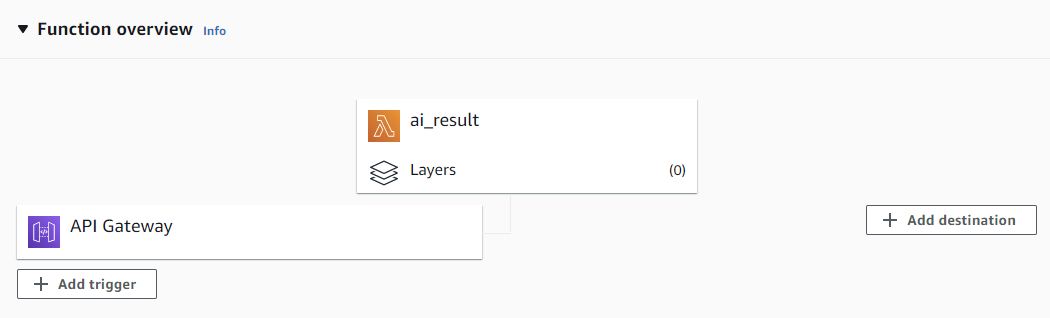 Function overview Info
ai_result
Layers (0)
API Gateway
Add destination
Add trigger